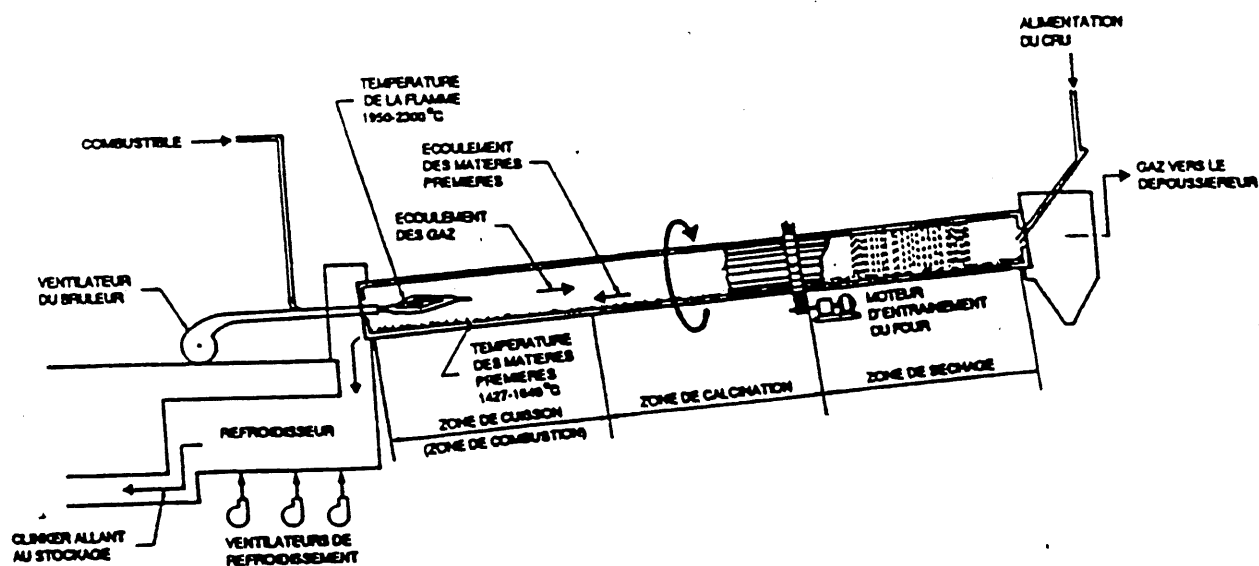 ALIMENTATION
DU CRU
TEMPERATURE
DE LA FLAMME
1950-2300 °C
COMBUSTIBLE
ECOULEMENT
DES MATIERES
PREMIERES
GAZ VERS LE
DEPOUSSIEREUR
ECOULEMENT
DES GAZ
VENTILATEUR
DU BRULEUR
MOTEUR
D'ENTRAINEMENT
DU FOUR
TEMPERATURE
DES MATIERES
PREMIERES
ZONE DE SECHAGE
ZONE DE CALCINATION
ZONE DE CUISSON
(ZONE DE COMBUSTION)
REFROIDISSEUR
CLINKER ALLANT
AU STOCKAGE
VENTILATEURS DE
REFROIDISSEMENT